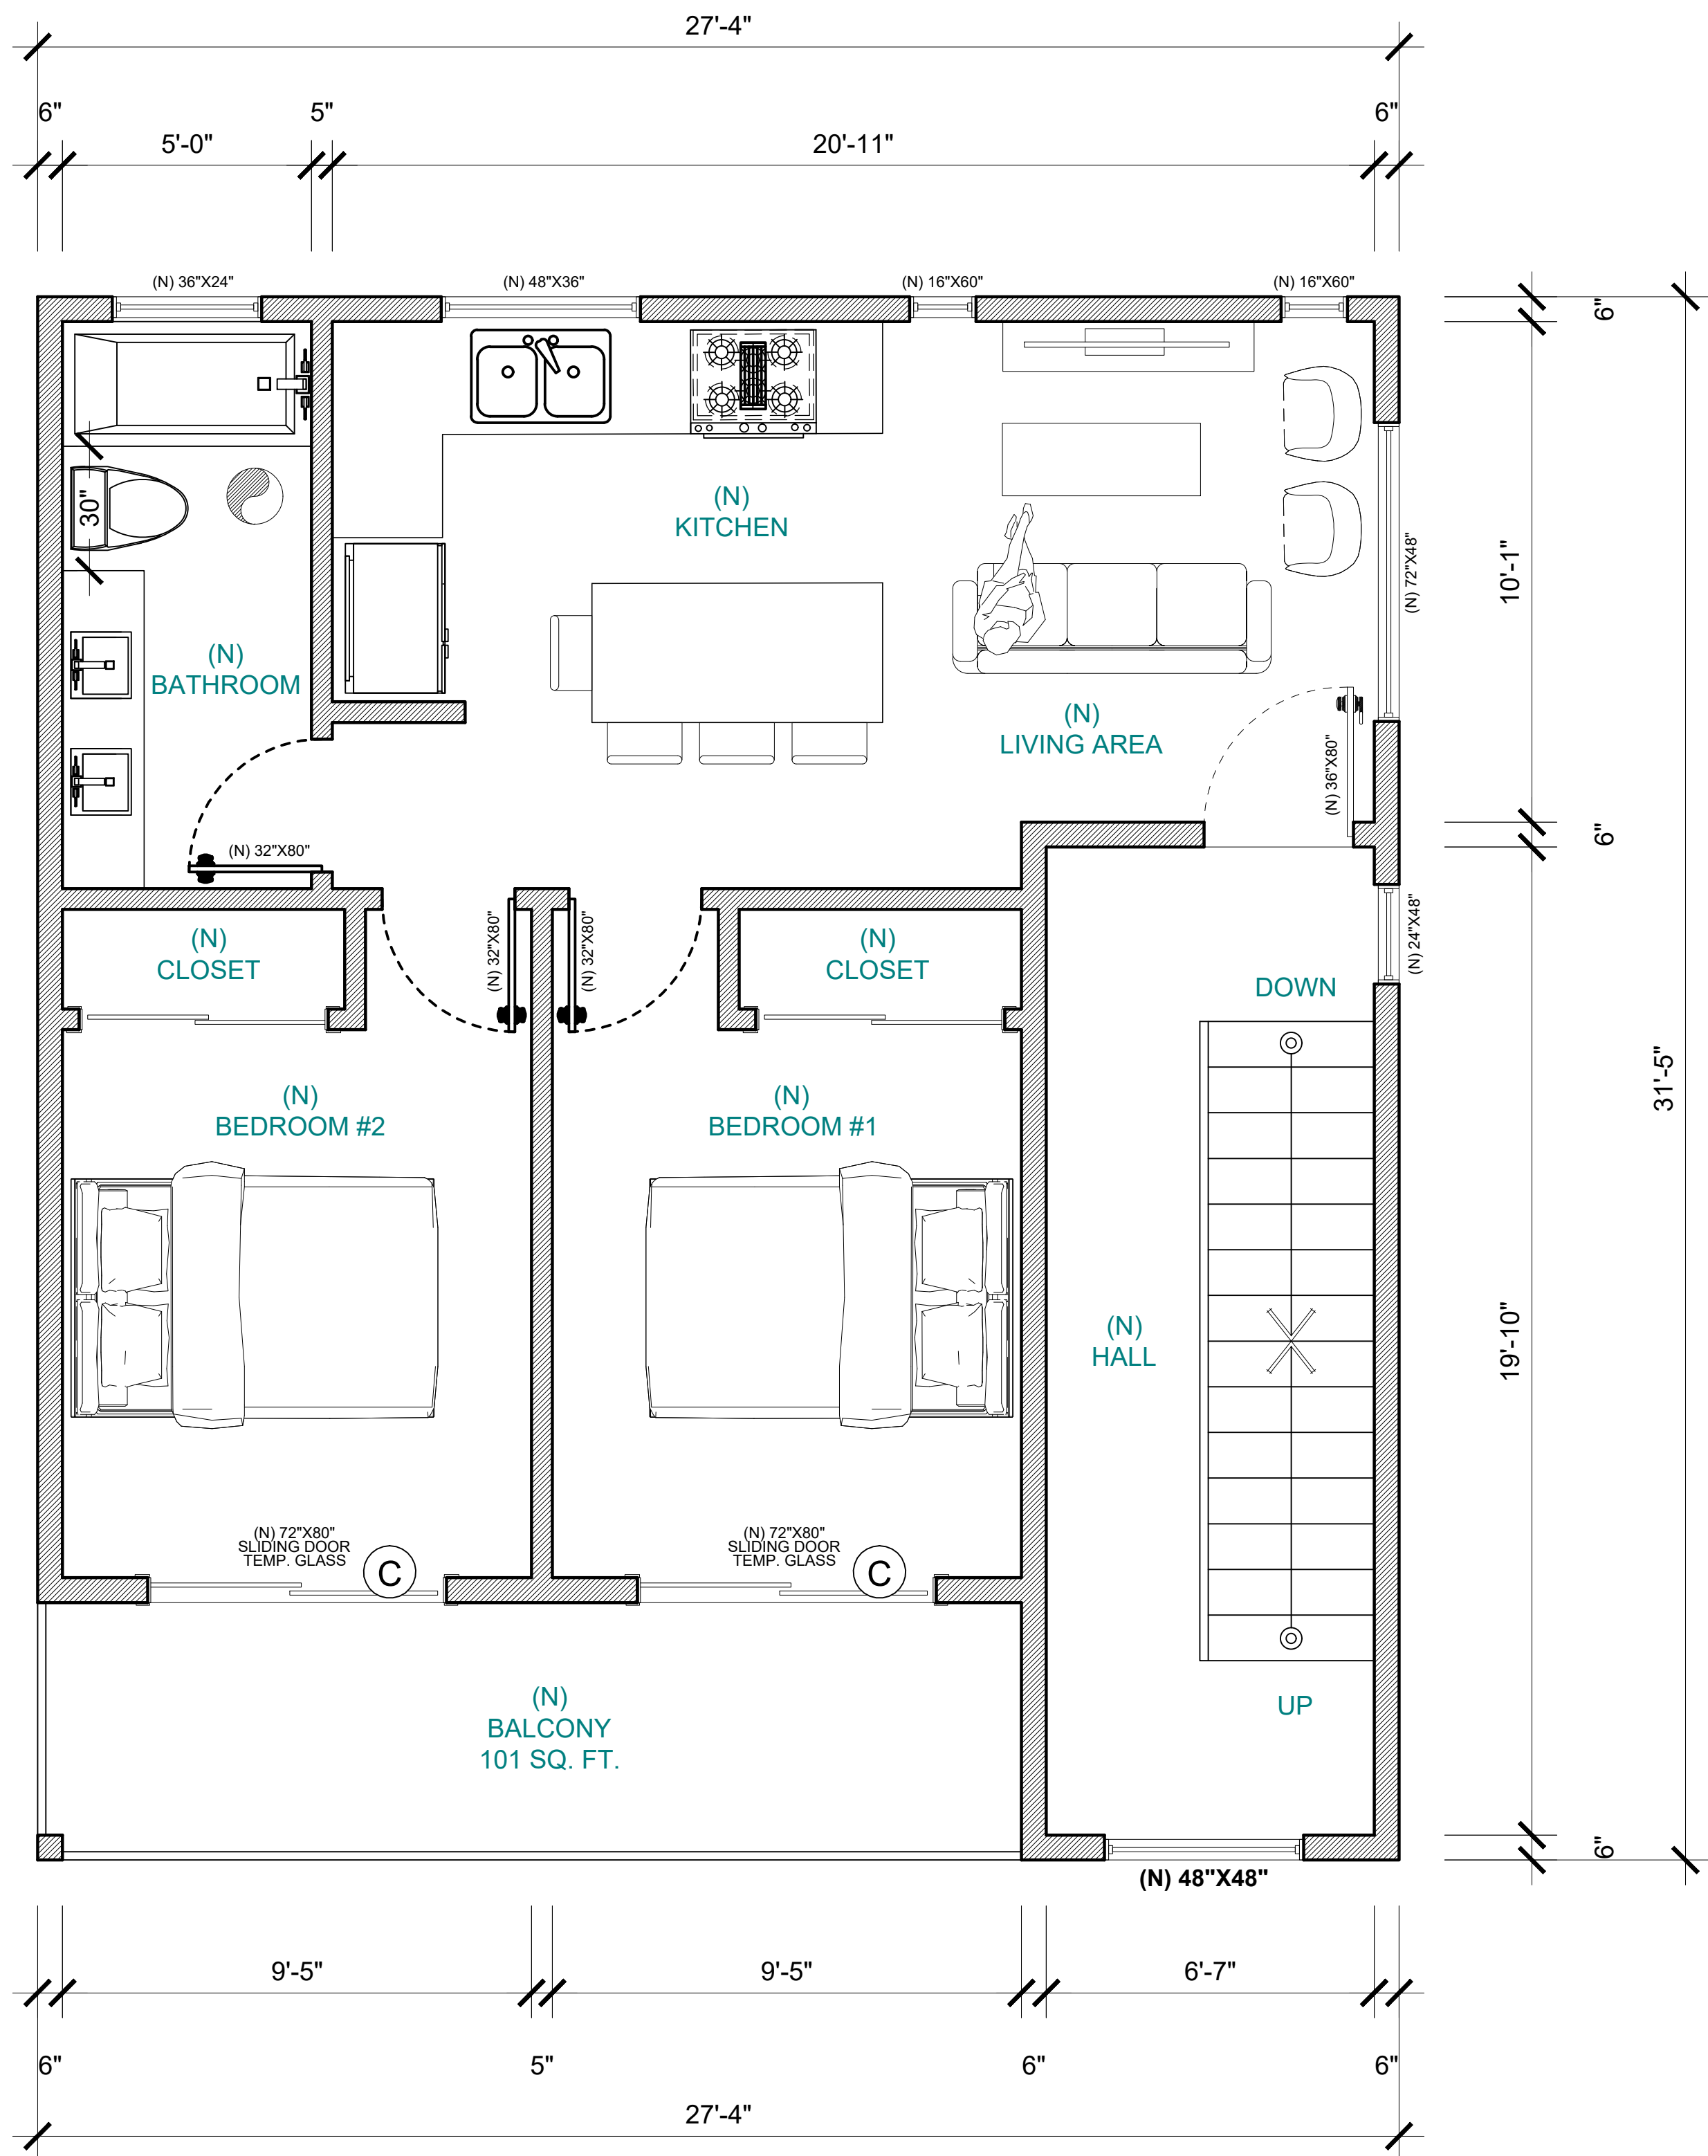 27'-4"
6"
5"
6"
5'-0"
20'-11"
(N) 36"X24"
(N) 48"X36"
(N) 16"X60"
(N) 16"X60"
6"
30"
(N)
KITCHEN
(N) 72"X48"
10'-1"
(N)
BATHROOM
(N)
LIVING AREA
(N) 36"X80"
6"
(N) 32"X80"
(N) 32"X80"
(N) 32"X80"
(N)
CLOSET
(N)
CLOSET
(N) 24"X48"
DOWN
31'-5"
(N)
BEDROOM #2
(N)
BEDROOM #1
(N)
HALL
19'-10"
(N) 72"X80"
SLIDING DOOR
TEMP. GLASS
C
(N) 72"X80"
SLIDING DOOR
TEMP. GLASS
C
(N)
BALCONY
101 SQ. FT.
UP
6"
(N) 48"X48"
9'-5"
9'-5"
6'-7"
6"
5"
6"
6"
27'-4"